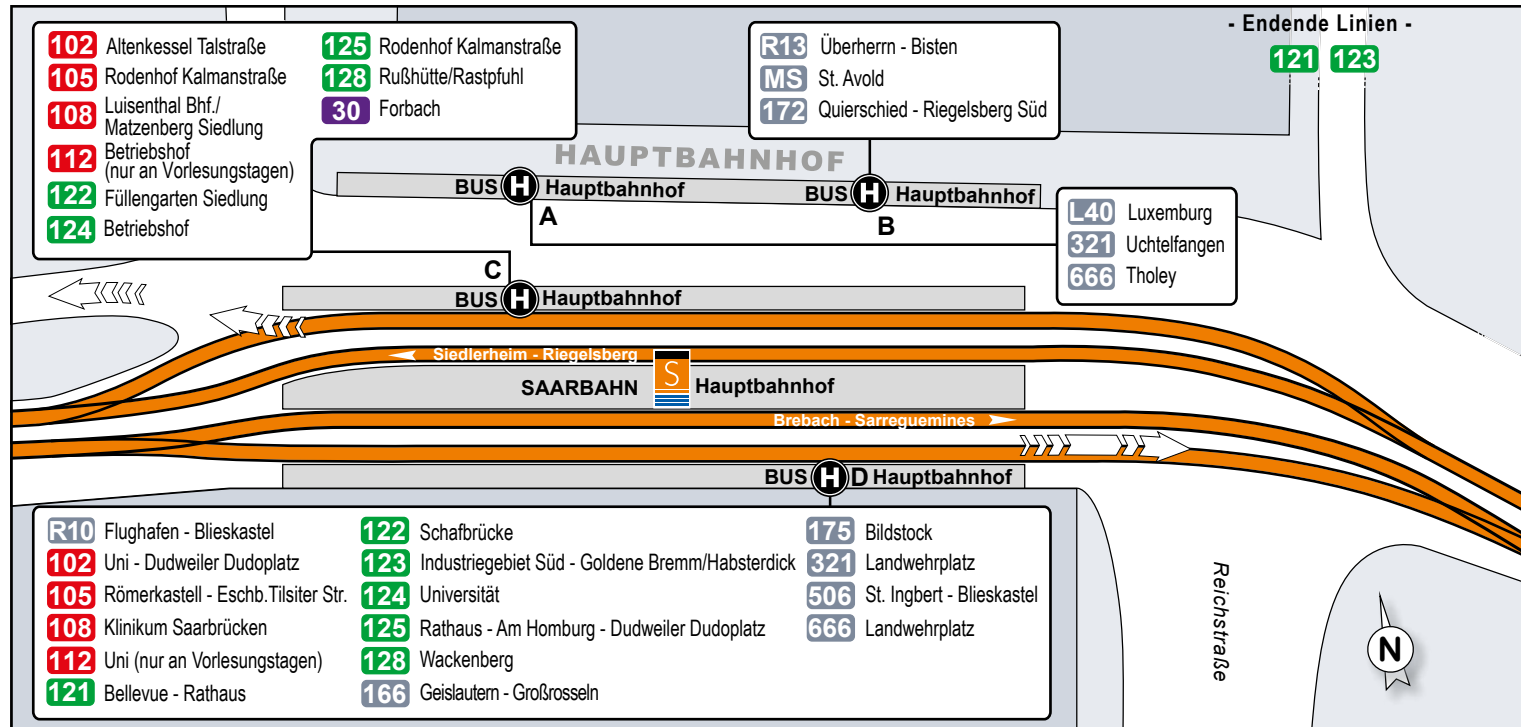 102 Altenkessel Talstraße
105 Rodenhof Kalmanstraße
108 Luisenthal Bhf./
Matzenberg Siedlung
112 Betriebshof
(nur an Vorlesungstagen)
122 Füllengarten Siedlung
124 Betriebshof
125 Rodenhof Kalmanstraße
128 Rußhütte/Rastpfuhl
30 Forbach
R13 Überherrn - Bisten
MS St. Avold
172 Quierschied - Riegelsberg Süd
- Endende Linien -
121 123
HAUPTBAHNHOF
BUS H Hauptbahnhof
A
BUS H Hauptbahnhof
B
L40 Luxemburg
321 Uchtelfangen
666 Tholey
C
BUS H Hauptbahnhof
Siedlerheim - Riegelsberg
SAARBAHN S Hauptbahnhof
Brebach - Sarreguemines
BUS H D Hauptbahnhof
R10 Flughafen - Blieskastel
102 Uni - Dudweiler Dudoplatz
105 Römerkastell - Eschb.Tilsiter Str.
108 Klinikum Saarbrücken
112 Uni (nur an Vorlesungstagen)
121 Bellevue - Rathaus
122 Schafbrücke
123 Industriegebiet Süd - Goldene Bremm/Habsterdick
124 Universität
125 Rathaus - Am Homburg - Dudweiler Dudoplatz
128 Wackenberg
166 Geislautern - Großrosseln
175 Bildstock
321 Landwehrplatz
506 St. Ingbert - Blieskastel
666 Landwehrplatz
Reichstraße
N